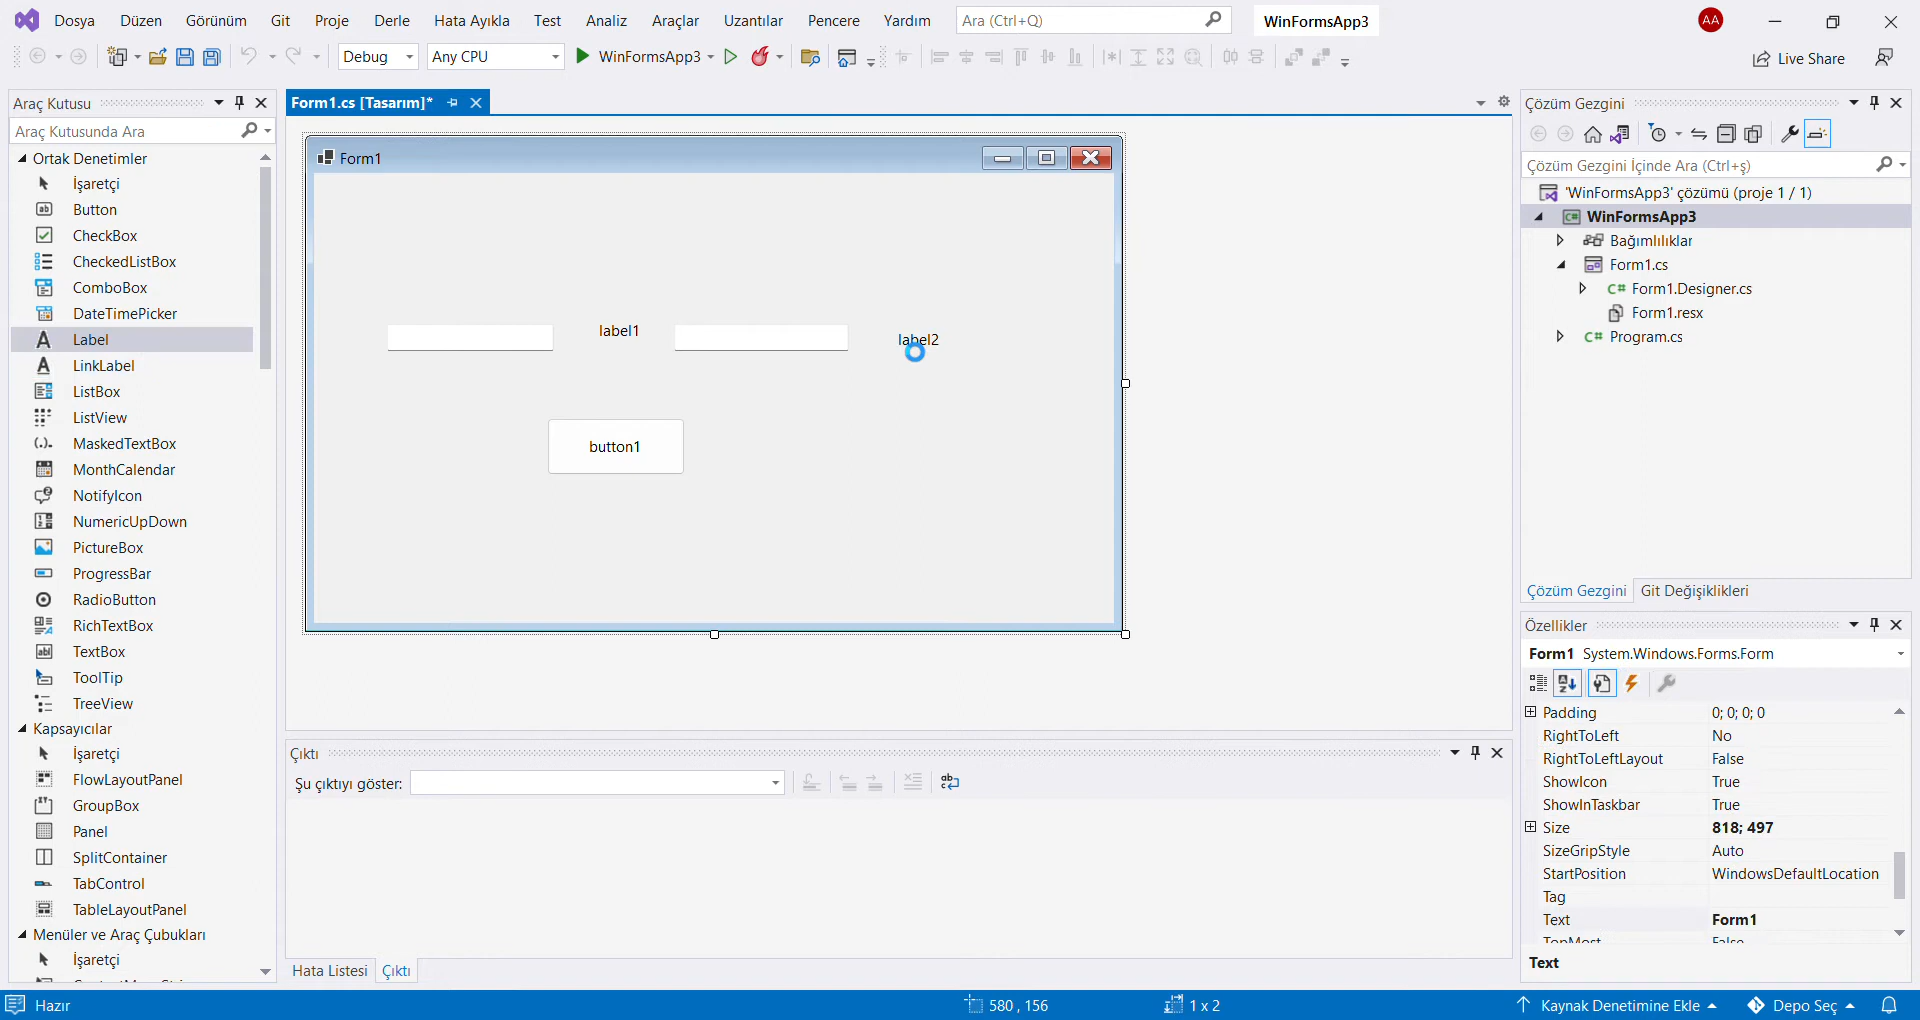 Dosya Düzen Görünüm Git Proje Derle Hata Ayıkla Test Analiz Araçlar Uzantılar Pencere Yardım Ara (Ctrl+Q) WinFormsApp3 AA
Debug Any CPU WinFormsApp3 Live Share
Araç Kutusu
Araç Kutusunda Ara
Ortak Denetimler
İşaretçi
Button
CheckBox
CheckedListBox
ComboBox
DateTimePicker
Label
LinkLabel
ListBox
ListView
MaskedTextBox
MonthCalendar
NotifyIcon
NumericUpDown
PictureBox
ProgressBar
RadioButton
RichTextBox
TextBox
ToolTip
TreeView
Kapsayıcılar
İşaretçi
FlowLayoutPanel
GroupBox
Panel
SplitContainer
TabControl
TableLayoutPanel
Menüler ve Araç Çubukları
İşaretçi
Form1.cs [Tasarım]*
Form1
label1
label2
button1
Çıktı
Şu çıktıyı göster:
Hata Listesi Çıktı
Çözüm Gezgini
Çözüm Gezgini İçinde Ara (Ctrl+ş)
'WinFormsApp3' çözümü (proje 1 / 1)
WinFormsApp3
Bağımlılıklar
Form1.cs
C# Form1.Designer.cs
Form1.resx
C# Program.cs
Çözüm Gezgini Git Değişiklikleri
Özellikler
Form1 System.Windows.Forms.Form
Padding 0; 0; 0; 0
RightToLeft No
RightToLeftLayout False
ShowIcon True
ShowInTaskbar True
Size 818; 497
SizeGripStyle Auto
StartPosition WindowsDefaultLocation
Tag
Text Form1
TopMost False
Text
Hazır 580 , 156 1 x 2 Kaynak Denetimine Ekle Depo Seç